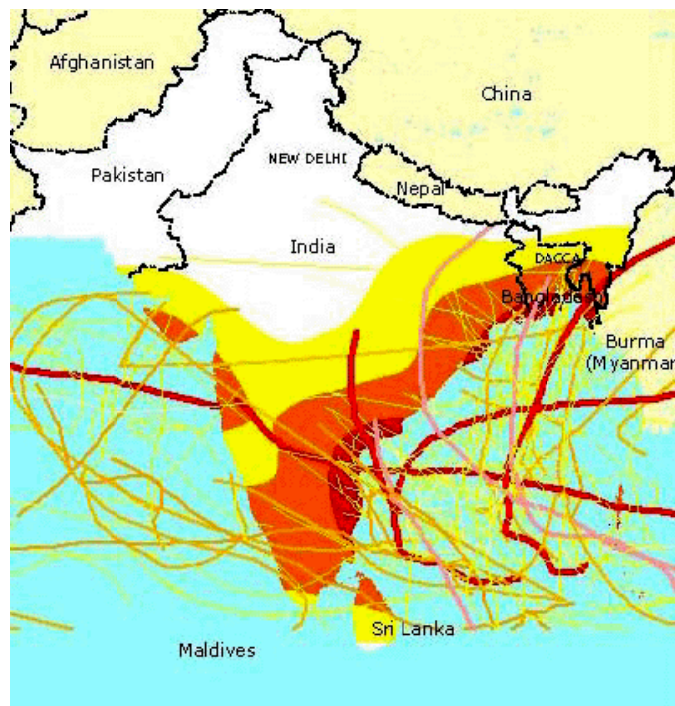 Afghanistan
China
NEW DELHI
Pakistan
Nepal
India
DACCA
Bangladesh
Burma
(Myanmar
Sri Lanka
Maldives